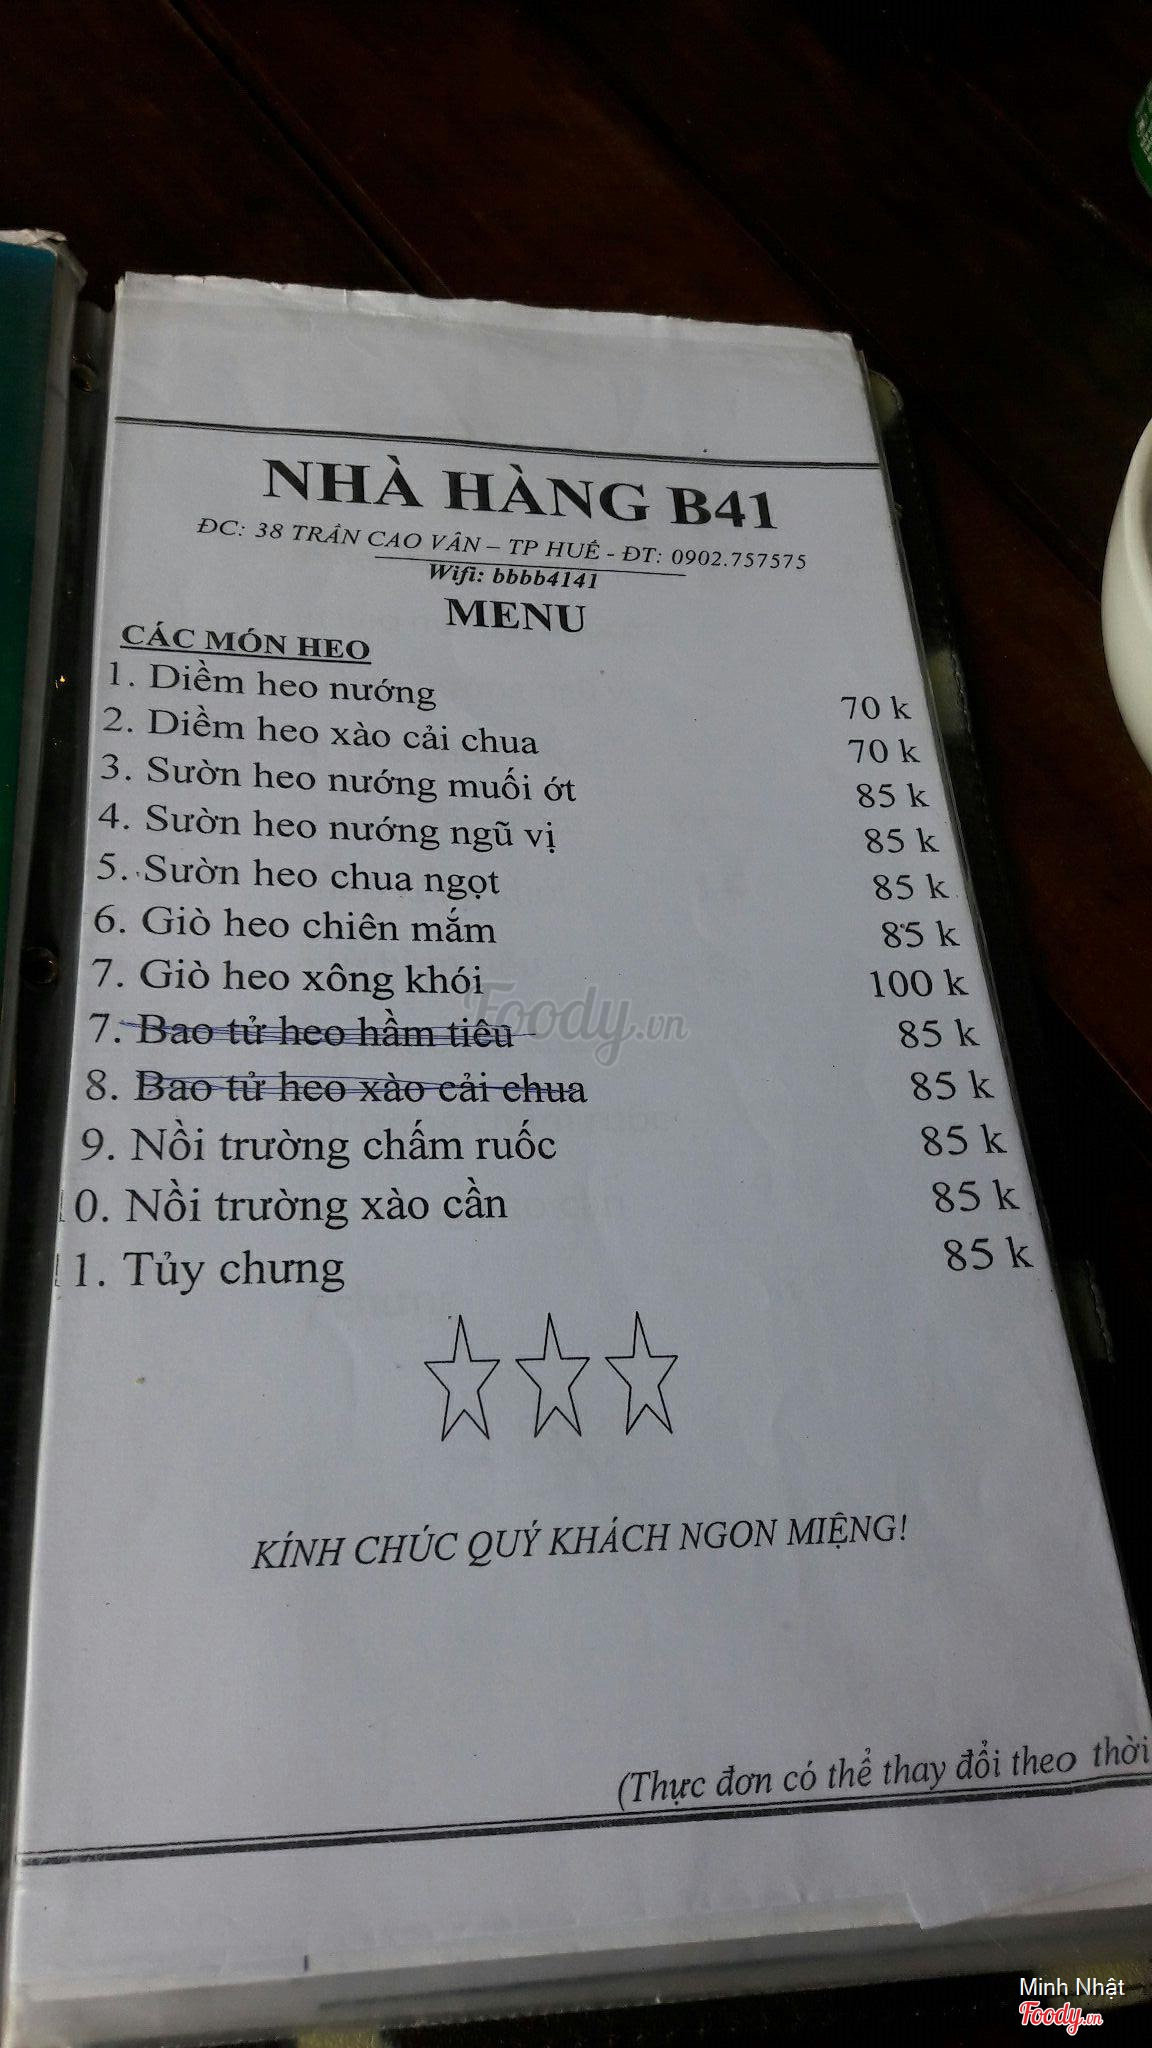 NHÀ HÀNG B41
ĐC: 38 TRẦN CAO VÂN – TP HUẾ - ĐT: 0902.757575
Wifi: bbbb4141
MENU
CÁC MÓN HEO
1. Diềm heo nướng 70 k
2. Diềm heo xào cải chua 70 k
3. Sườn heo nướng muối ớt 85 k
4. Sườn heo nướng ngũ vị 85 k
5. Sườn heo chua ngọt 85 k
6. Giò heo chiên mắm 85 k
7. Giò heo xông khói 100 k
7. Bao tử heo hầm tiêu 85 k
8. Bao tử heo xào cải chua 85 k
9. Nồi trường chấm ruốc 85 k
10. Nồi trường xào cần 85 k
11. Tủy chưng 85 k
KÍNH CHÚC QUÝ KHÁCH NGON MIỆNG!
(Thực đơn có thể thay đổi theo thời
Foody.vn
Minh Nhật
Foody.vn